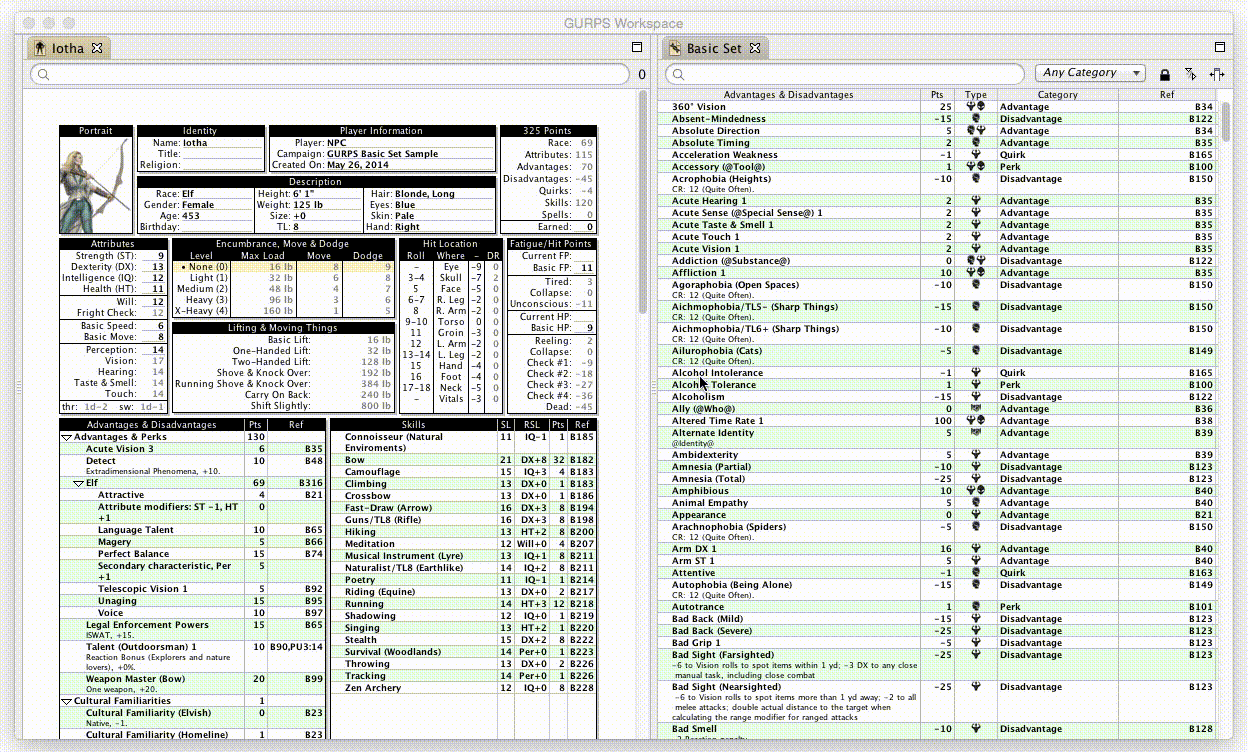 GURPS Workspace
Iotha
0
Portrait
Identity
Name: Iotha
Title:
Religion:
Player Information
Player: NPC
Campaign: GURPS Basic Set Sample
Created On: May 26, 2014
325 Points
Race: 69
Attributes: 115
Advantages: 70
Disadvantages: -45
Quirks: -4
Skills: 120
Spells: 0
Earned: 0
Description
Race: Elf Height: 6' 1" Hair: Blonde, Long
Gender: Female Weight: 125 lb Eyes: Blue
Age: 453 Size: +0 Skin: Pale
Birthday: TL: 8 Hand: Right
Attributes
Strength (ST): 9
Dexterity (DX): 13
Intelligence (IQ): 12
Health (HT): 11
Will: 12
Fright Check: 12
Basic Speed: 6
Basic Move: 8
Perception: 14
Vision: 17
Hearing: 14
Taste & Smell: 14
Touch: 14
thr: 1d-2 sw: 1d-1
Encumbrance, Move & Dodge
Level Max Load Move Dodge
• None (0) 16 lb 8 9
Light (1) 32 lb 6 8
Medium (2) 48 lb 4 7
Heavy (3) 96 lb 3 6
X-Heavy (4) 160 lb 1 5
Lifting & Moving Things
Basic Lift: 16 lb
One-Handed Lift: 32 lb
Two-Handed Lift: 128 lb
Shove & Knock Over: 192 lb
Running Shove & Knock Over: 384 lb
Carry On Back: 240 lb
Shift Slightly: 800 lb
Hit Location
Roll Where - DR
- Eye -9 0
3-4 Skull -7 2
5 Face -5 0
6-7 R. Leg -2 0
8 R. Arm -2 0
9-10 Torso 0 0
11 Groin -3 0
12 L. Arm -2 0
13-14 L. Leg -2 0
15 Hand -4 0
16 Foot -4 0
17-18 Neck -5 0
- Vitals -3 0
Fatigue/Hit Points
Current FP:
Basic FP: 11
Tired: 3
Collapse: 0
Unconscious: -11
Current HP:
Basic HP: 9
Reeling: 2
Collapse: 0
Check #1: -9
Check #2: -18
Check #3: -27
Check #4: -36
Dead: -45
Advantages & Disadvantages Pts Ref
Advantages & Perks 130
Acute Vision 3 6 B35
Detect 10 B48
Extradimensional Phenomena, +10.
Elf 69 B316
Attractive 4 B21
Attribute modifiers: ST -1, HT 0
+1
Language Talent 10 B65
Magery 5 B66
Perfect Balance 15 B74
Secondary characteristic, Per 5
+1
Telescopic Vision 1 5 B92
Unaging 15 B95
Voice 10 B97
Legal Enforcement Powers 15 B65
ISWAT, +15.
Talent (Outdoorsman) 1 10 B90,PU3:14
Reaction Bonus (Explorers and nature
lovers), +0%.
Weapon Master (Bow) 20 B99
One weapon, +20.
Cultural Familiarities 1
Cultural Familiarity (Elvish) 0 B23
Native, -1.
Cultural Familiarity (Homeline) 1 B23
Skills SL RSL Pts Ref
Connoisseur (Natural 11 IQ-1 1 B185
Enviroments)
Bow 21 DX+8 32 B182
Camouflage 15 IQ+3 4 B183
Climbing 13 DX+0 1 B183
Crossbow 13 DX+0 1 B186
Fast-Draw (Arrow) 16 DX+3 8 B194
Guns/TL8 (Rifle) 16 DX+3 8 B198
Hiking 13 HT+2 8 B200
Meditation 12 Will+0 4 B207
Musical Instrument (Lyre) 13 IQ+1 8 B211
Naturalist/TL8 (Earthlike) 14 IQ+2 8 B211
Poetry 11 IQ-1 1 B214
Riding (Equine) 13 DX+0 2 B217
Running 14 HT+3 12 B218
Shadowing 12 IQ+0 4 B219
Singing 13 HT+2 1 B220
Stealth 15 DX+2 8 B222
Survival (Woodlands) 14 Per+0 1 B223
Throwing 13 DX+0 2 B226
Tracking 14 Per+0 1 B226
Zen Archery 12 IQ+0 8 B228
Basic Set
Any Category
Advantages & Disadvantages Pts Type Category Ref
360° Vision 25 Advantage B34
Absent-Mindedness -15 Disadvantage B122
Absolute Direction 5 Advantage B34
Absolute Timing 2 Advantage B35
Acceleration Weakness -1 Quirk B165
Accessory (@Tool@) 1 Perk B100
Acrophobia (Heights) -10 Disadvantage B150
CR: 12 (Quite Often).
Acute Hearing 1 2 Advantage B35
Acute Sense (@Special Sense@) 1 2 Advantage B35
Acute Taste & Smell 1 2 Advantage B35
Acute Touch 1 2 Advantage B35
Acute Vision 1 2 Advantage B35
Addiction (@Substance@) 0 Disadvantage B122
Affliction 1 10 Advantage B35
Agoraphobia (Open Spaces) -10 Disadvantage B150
CR: 12 (Quite Often).
Aichmophobia/TL5- (Sharp Things) -15 Disadvantage B150
CR: 12 (Quite Often).
Aichmophobia/TL6+ (Sharp Things) -10 Disadvantage B150
CR: 12 (Quite Often).
Ailurophobia (Cats) -5 Disadvantage B149
CR: 12 (Quite Often).
Alcohol Intolerance -1 Quirk B165
Alcohol Tolerance 1 Perk B100
Alcoholism -15 Disadvantage B122
Ally (@Who@) 0 Advantage B36
Altered Time Rate 1 100 Advantage B38
Alternate Identity 5 Advantage B39
@Identity@
Ambidexterity 5 Advantage B39
Amnesia (Partial) -10 Disadvantage B123
Amnesia (Total) -25 Disadvantage B123
Amphibious 10 Advantage B40
Animal Empathy 5 Advantage B40
Appearance 0 Advantage B21
Arachnophobia (Spiders) -5 Disadvantage B150
CR: 12 (Quite Often).
Arm DX 1 16 Advantage B40
Arm ST 1 5 Advantage B40
Attentive -1 Quirk B163
Autophobia (Being Alone) -15 Disadvantage B149
CR: 12 (Quite Often).
Autotrance 1 Perk B101
Bad Back (Mild) -15 Disadvantage B123
Bad Back (Severe) -25 Disadvantage B123
Bad Grip 1 -5 Disadvantage B123
Bad Sight (Farsighted) -25 Disadvantage B123
-6 to Vision rolls to spot items within 1 yd; -3 DX to any close
manual task, including close combat
Bad Sight (Nearsighted) -25 Disadvantage B123
-6 to Vision rolls to spot items more than 1 yd away; -2 to all
melee attacks; double actual distance to the target when
calculating the range modifier for ranged attacks
Bad Smell -10 Disadvantage B128